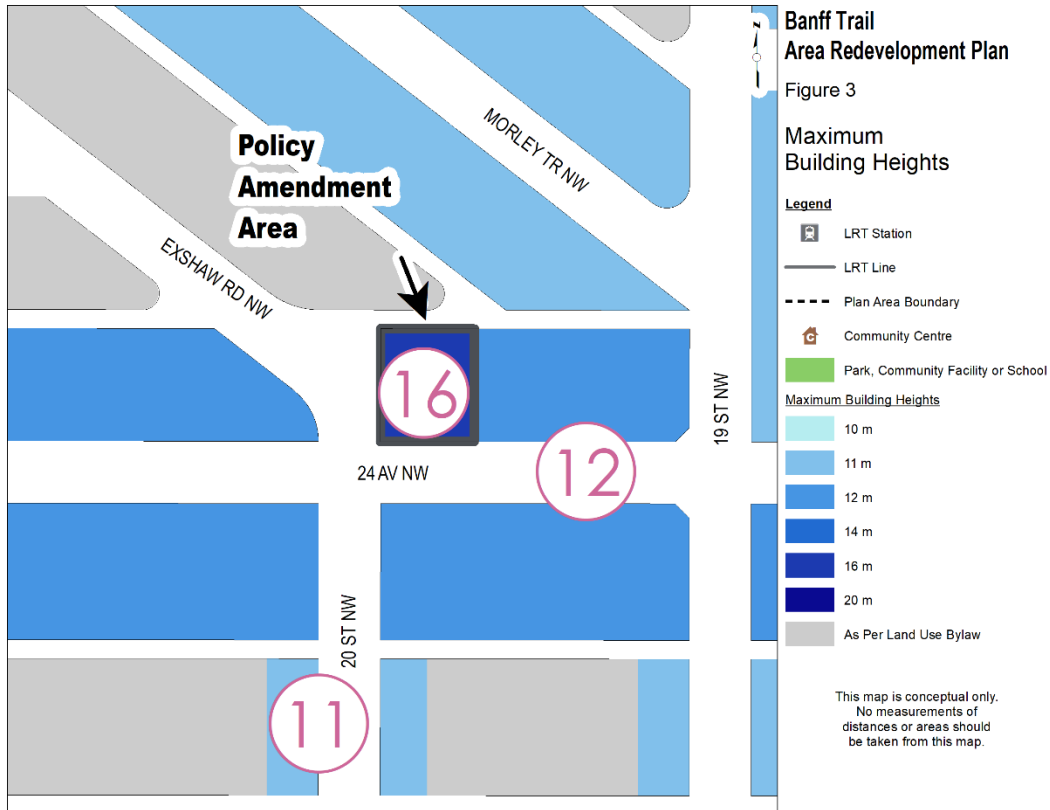 Banff Trail
Area Redevelopment Plan
Figure 3
Maximum
Building Heights
Legend
LRT Station
LRT Line
Plan Area Boundary
C
Community Centre
Park, Community Facility or School
Maximum Building Heights
10 m
11 m
12 m
14 m
16 m
20 m
As Per Land Use Bylaw
This map is conceptual only.
No measurements of
distances or areas should
be taken from this map.
MORLEY TR NW
Policy
Amendment
Area
EXSHAW RD NW
16
19 ST NW
24 AV NW
12
20 ST NW
11